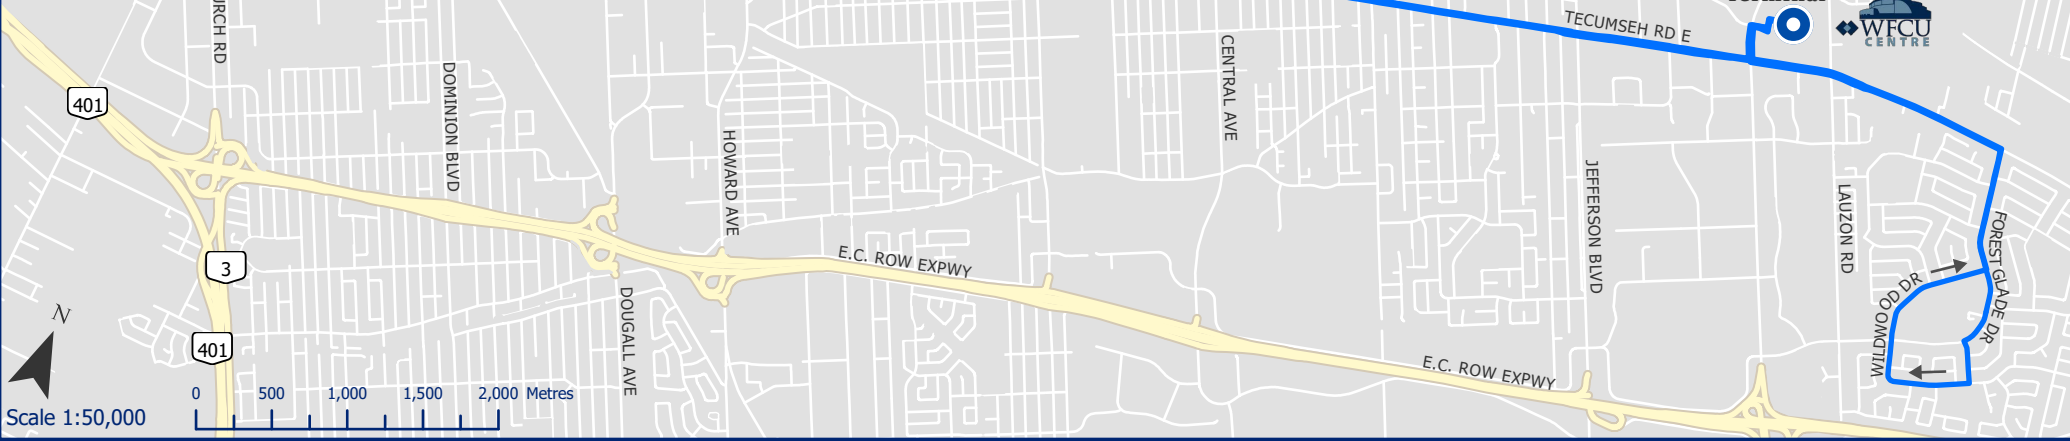 TECUMSEH RD E
WFCU
CENTRE
CENTRAL AVE
DOMINION BLVD
401
HOWARD AVE
JEFFERSON BLVD
LAUZON RD
FOREST GLADE DR
E.C. ROW EXPWY
3
WILDWOOD DR
N
DOUGALL AVE
401
E.C. ROW EXPWY
0 500 1,000 1,500 2,000 Metres
Scale 1:50,000